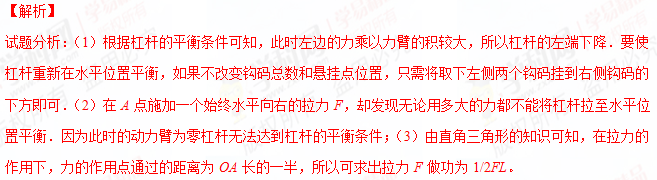 【解析】
试题分析：（1）根据杠杆的平衡条件可知，此时左边的力乘以力臂的积较大，所以杠杆的左端下降．要使
杠杆重新在水平位置平衡，如果不改变钩码总数和悬挂点位置，只需将取下左侧两个钩码挂到右侧钩码的
下方即可．（2）在 A 点施加一个始终水平向右的拉力 F，却发现无论用多大的力都不能将杠杆拉至水平位
置平衡．因为此时的动力臂为零杠杆无法达到杠杆的平衡条件；（3）由直角三角形的知识可知，在拉力的
作用下，力的作用点通过的距离为 OA 长的一半，所以可求出拉力 F 做功为 1/2FL。